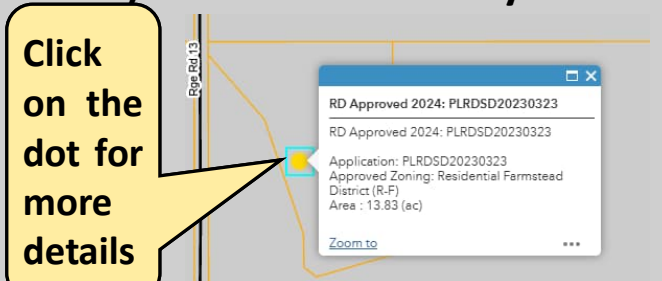 Click
on the
dot for
more
details
Rge Rd 13
RD Approved 2024: PLRDSD20230323
RD Approved 2024: PLRDSD20230323
Application: PLRDSD20230323
Approved Zoning: Residential Farmstead
District (R-F)
Area : 13.83 (ac)
Zoom to